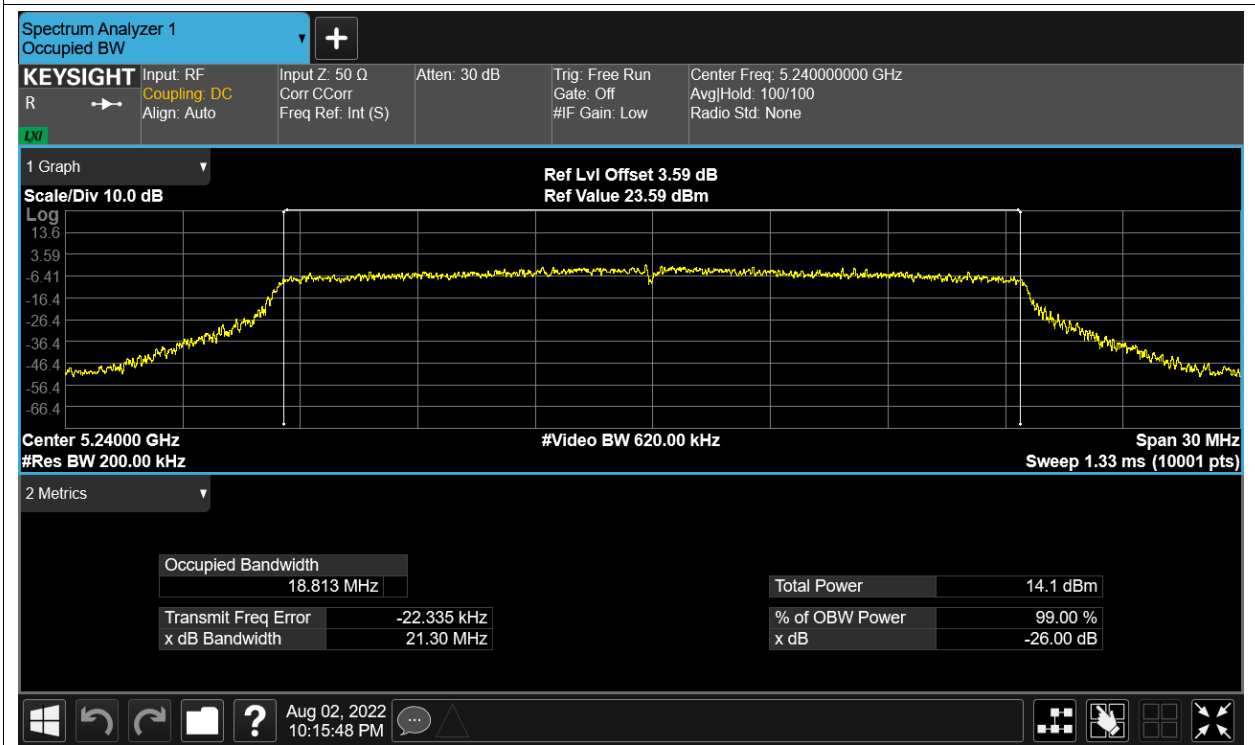 Spectrum Analyzer 1
Occupied BW
KEYSIGHT
R
LXI
Input: RF
Coupling: DC
Align: Auto
Input Z: 50 Ω
Corr CCorr
Freq Ref: Int (S)
Atten: 30 dB
Trig: Free Run
Gate: Off
#IF Gain: Low
Center Freq: 5.240000000 GHz
Avg|Hold: 100/100
Radio Std: None
1 Graph
Scale/Div 10.0 dB
Ref Lvl Offset 3.59 dB
Ref Value 23.59 dBm
Log
13.6
3.59
-6.41
-16.4
-26.4
-36.4
-46.4
-56.4
-66.4
Center 5.24000 GHz
#Res BW 200.00 kHz
#Video BW 620.00 kHz
Span 30 MHz
Sweep 1.33 ms (10001 pts)
2 Metrics
Occupied Bandwidth
18.813 MHz
Transmit Freq Error -22.335 kHz
x dB Bandwidth 21.30 MHz
Total Power 14.1 dBm
% of OBW Power 99.00 %
x dB -26.00 dB
?
Aug 02, 2022
10:15:48 PM